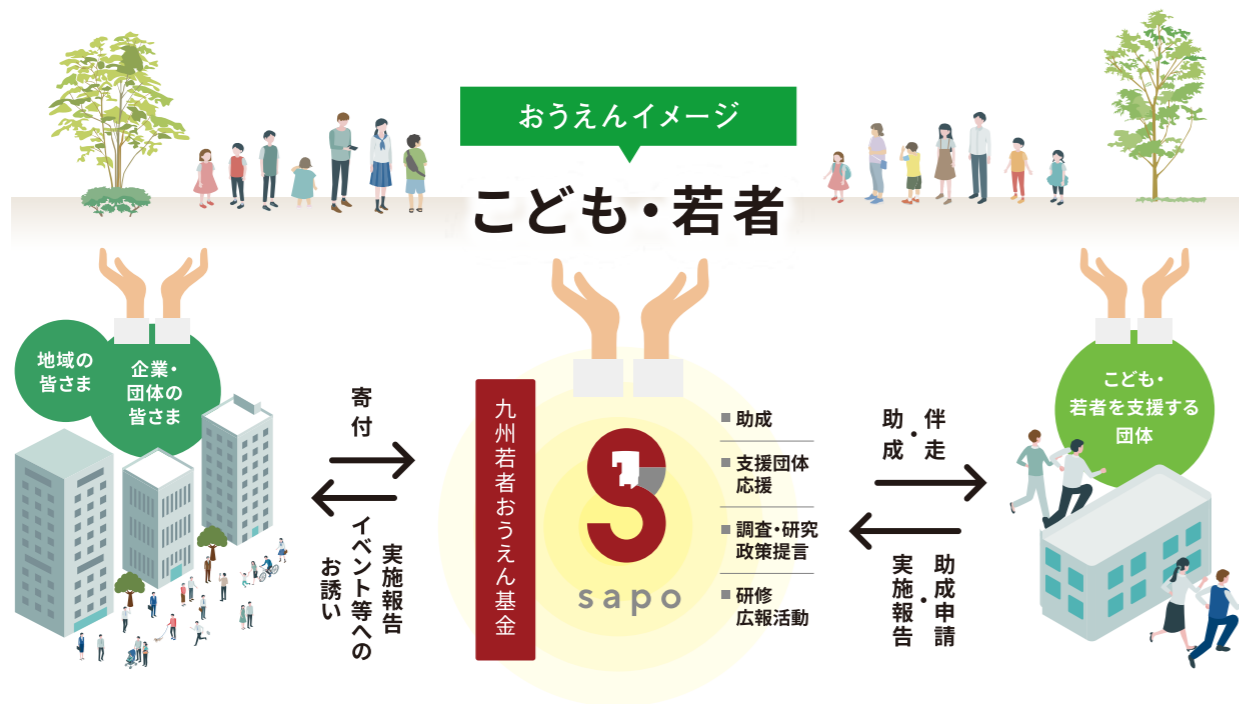 おうえんイメージ
こども・若者
地域の
皆さま
企業・
団体の
皆さま
寄付
実施報告
イベント等への
お誘い
九州若者おうえん基金
sapo
■助成
■支援団体
応援
■調査・研究
政策提言
■研修
広報活動
伴走・
助成
助成申請・
実施報告
こども・
若者を支援する
団体